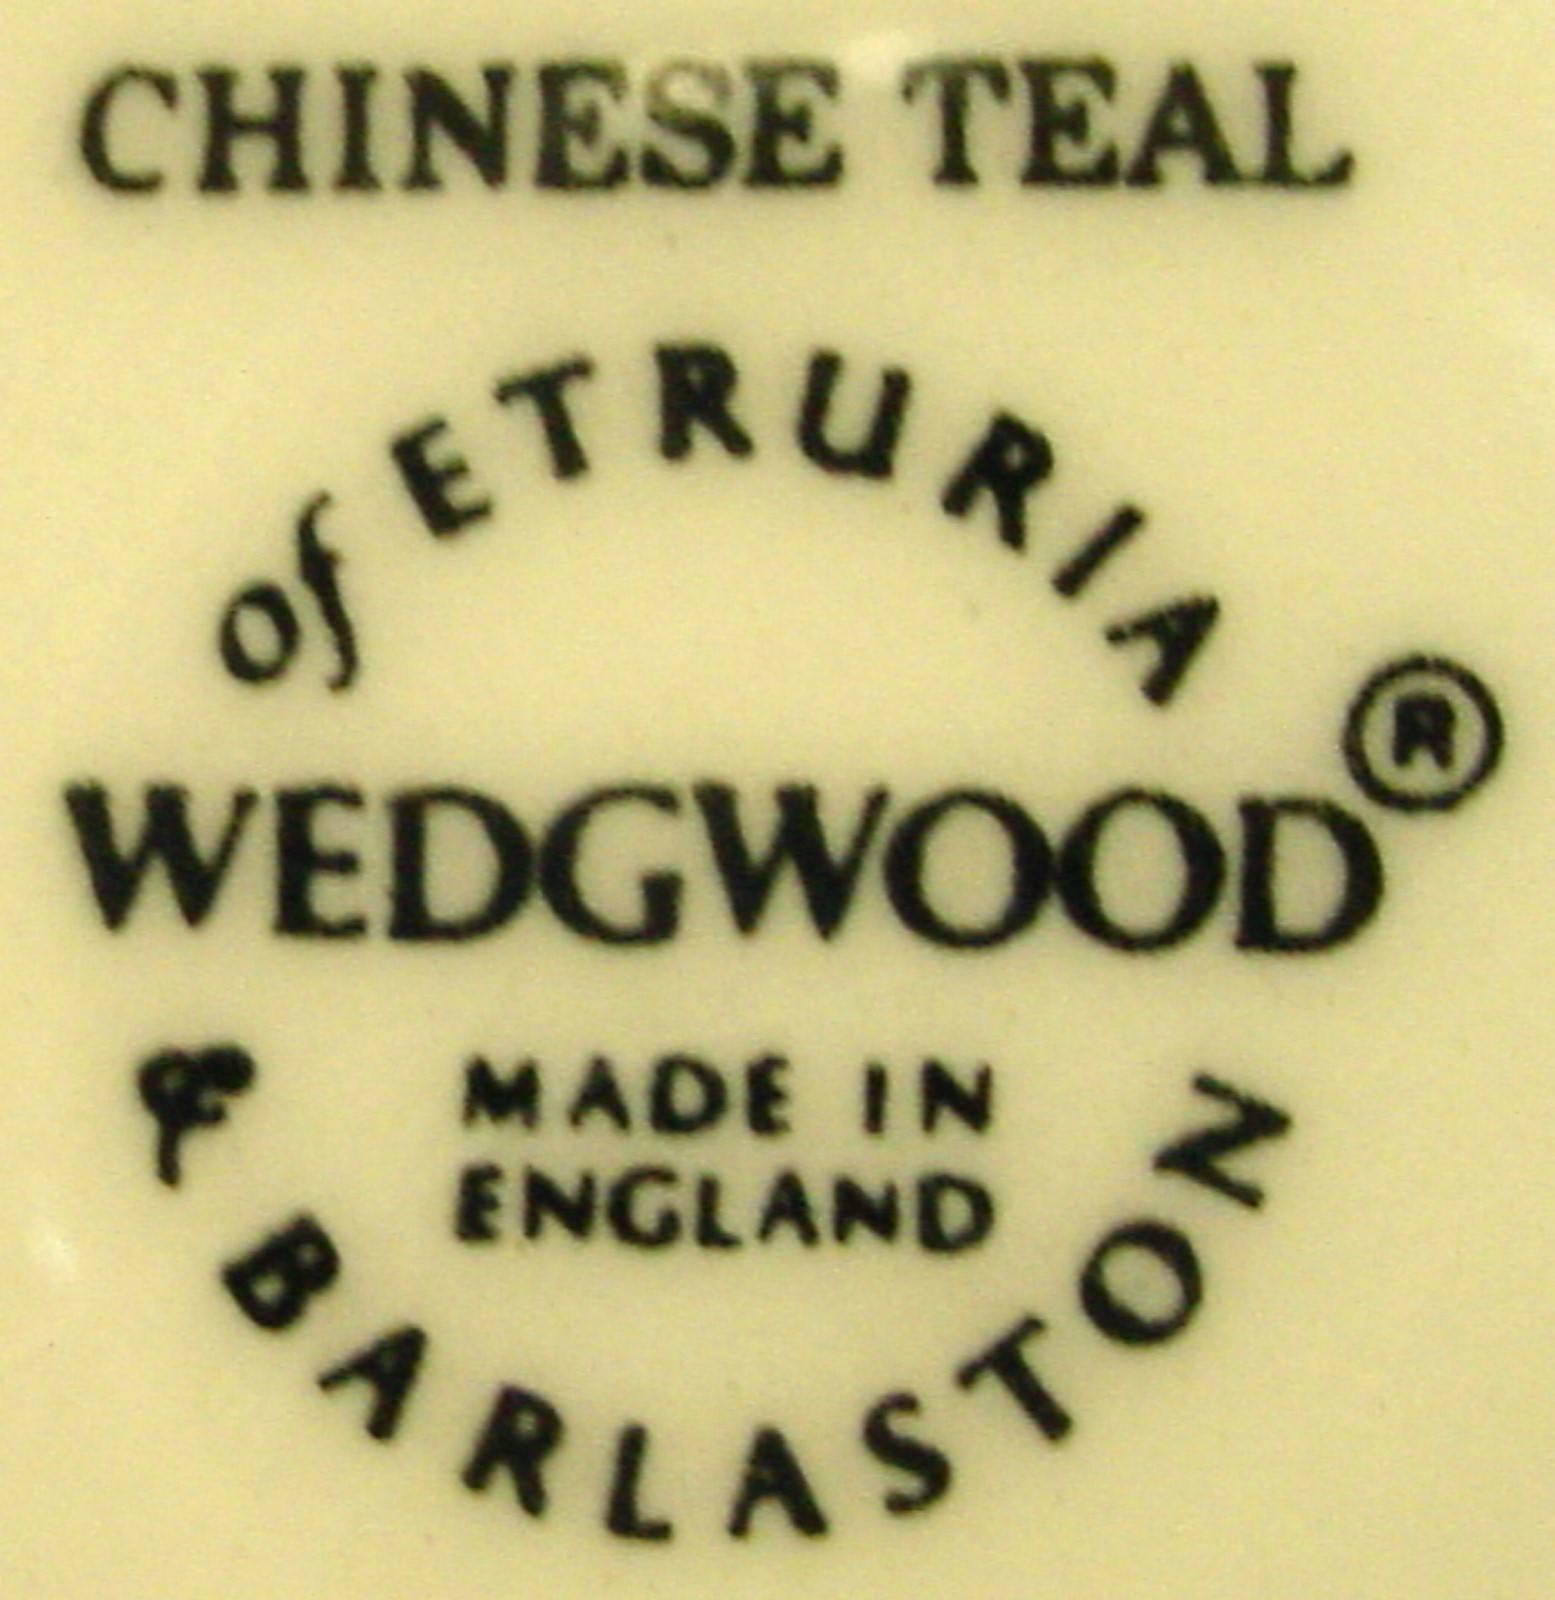 CHINESE TEAL
of ETRURIA
WEDGWOOD®
MADE IN
ENGLAND
& BARLASTON